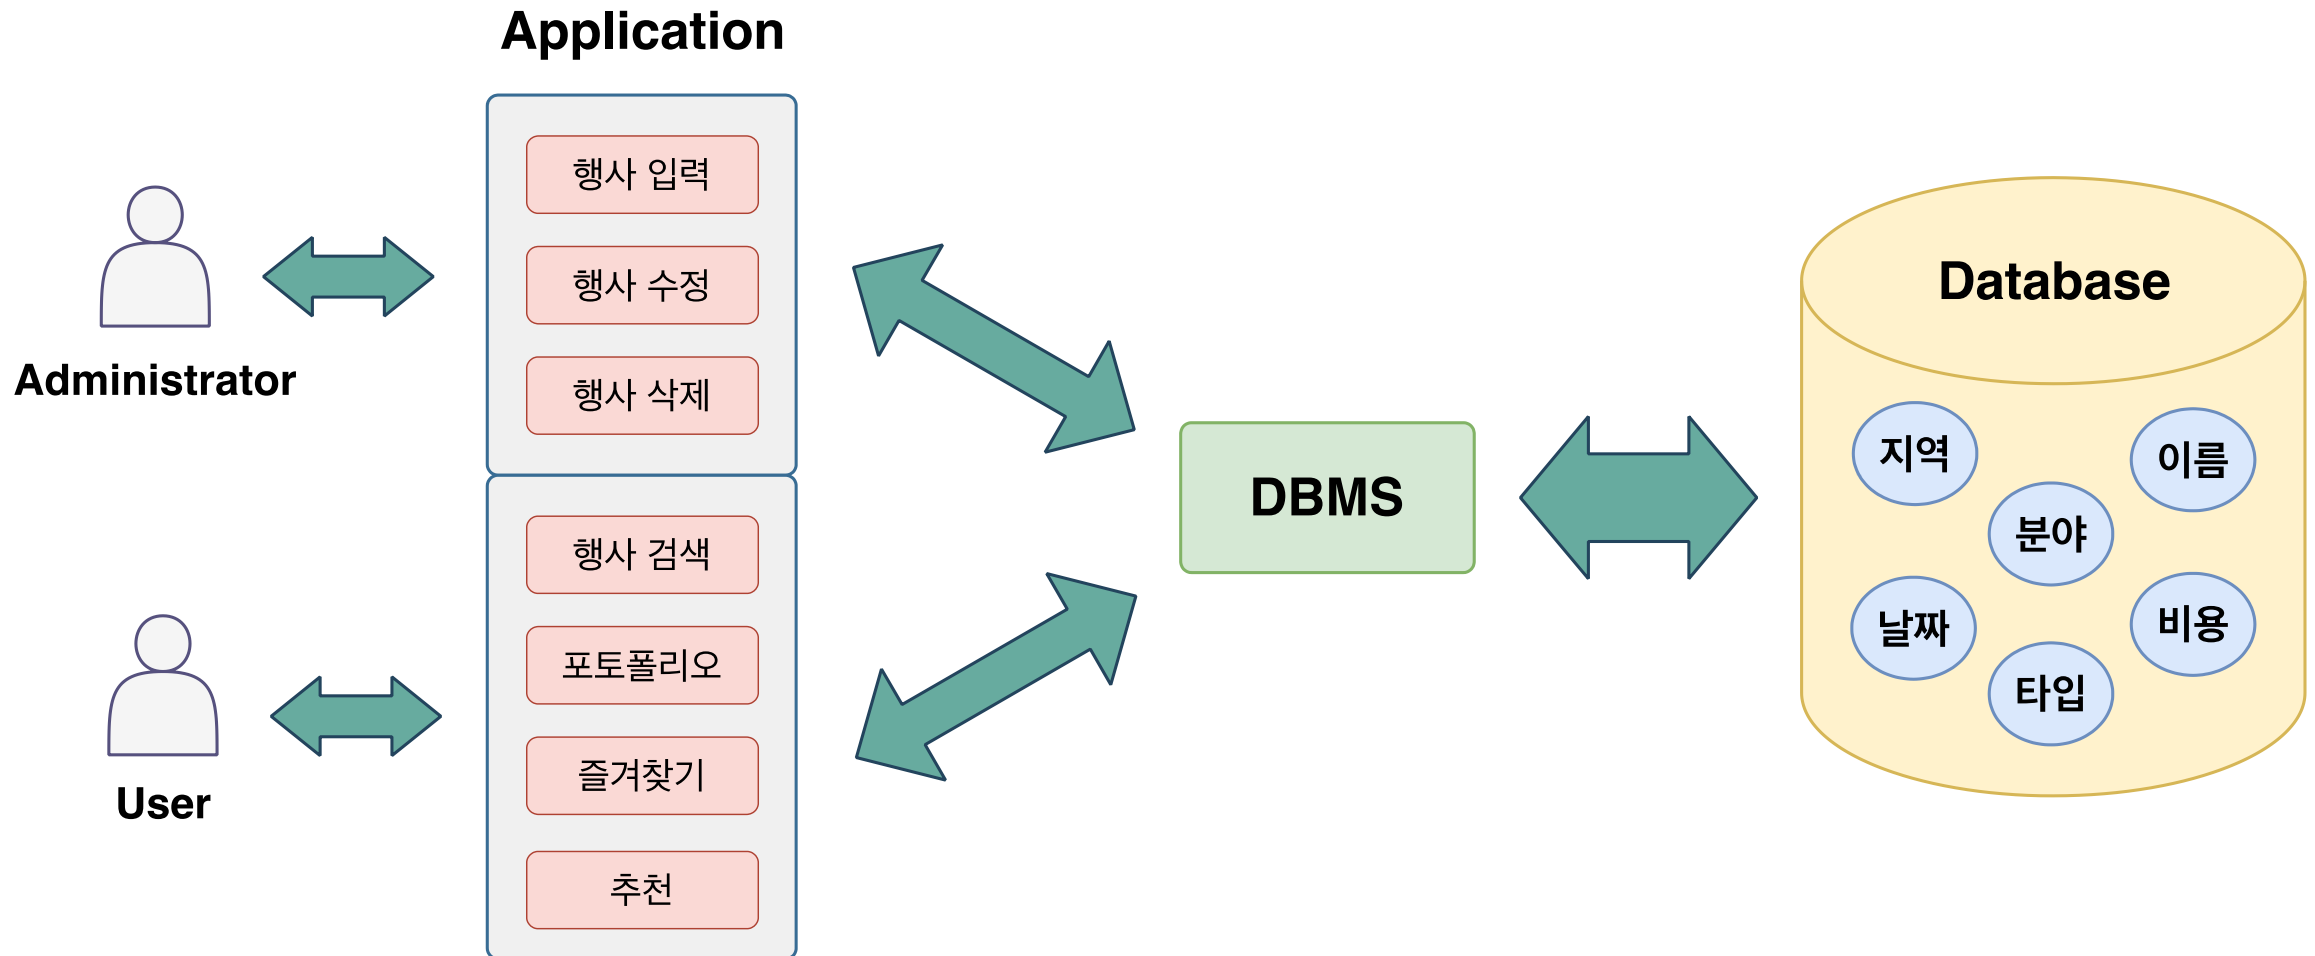 Application
행사 입력
행사 수정
행사 삭제
Administrator
행사 검색
포토폴리오
즐겨찾기
추천
User
DBMS
Database
지역
이름
분야
날짜
비용
타입